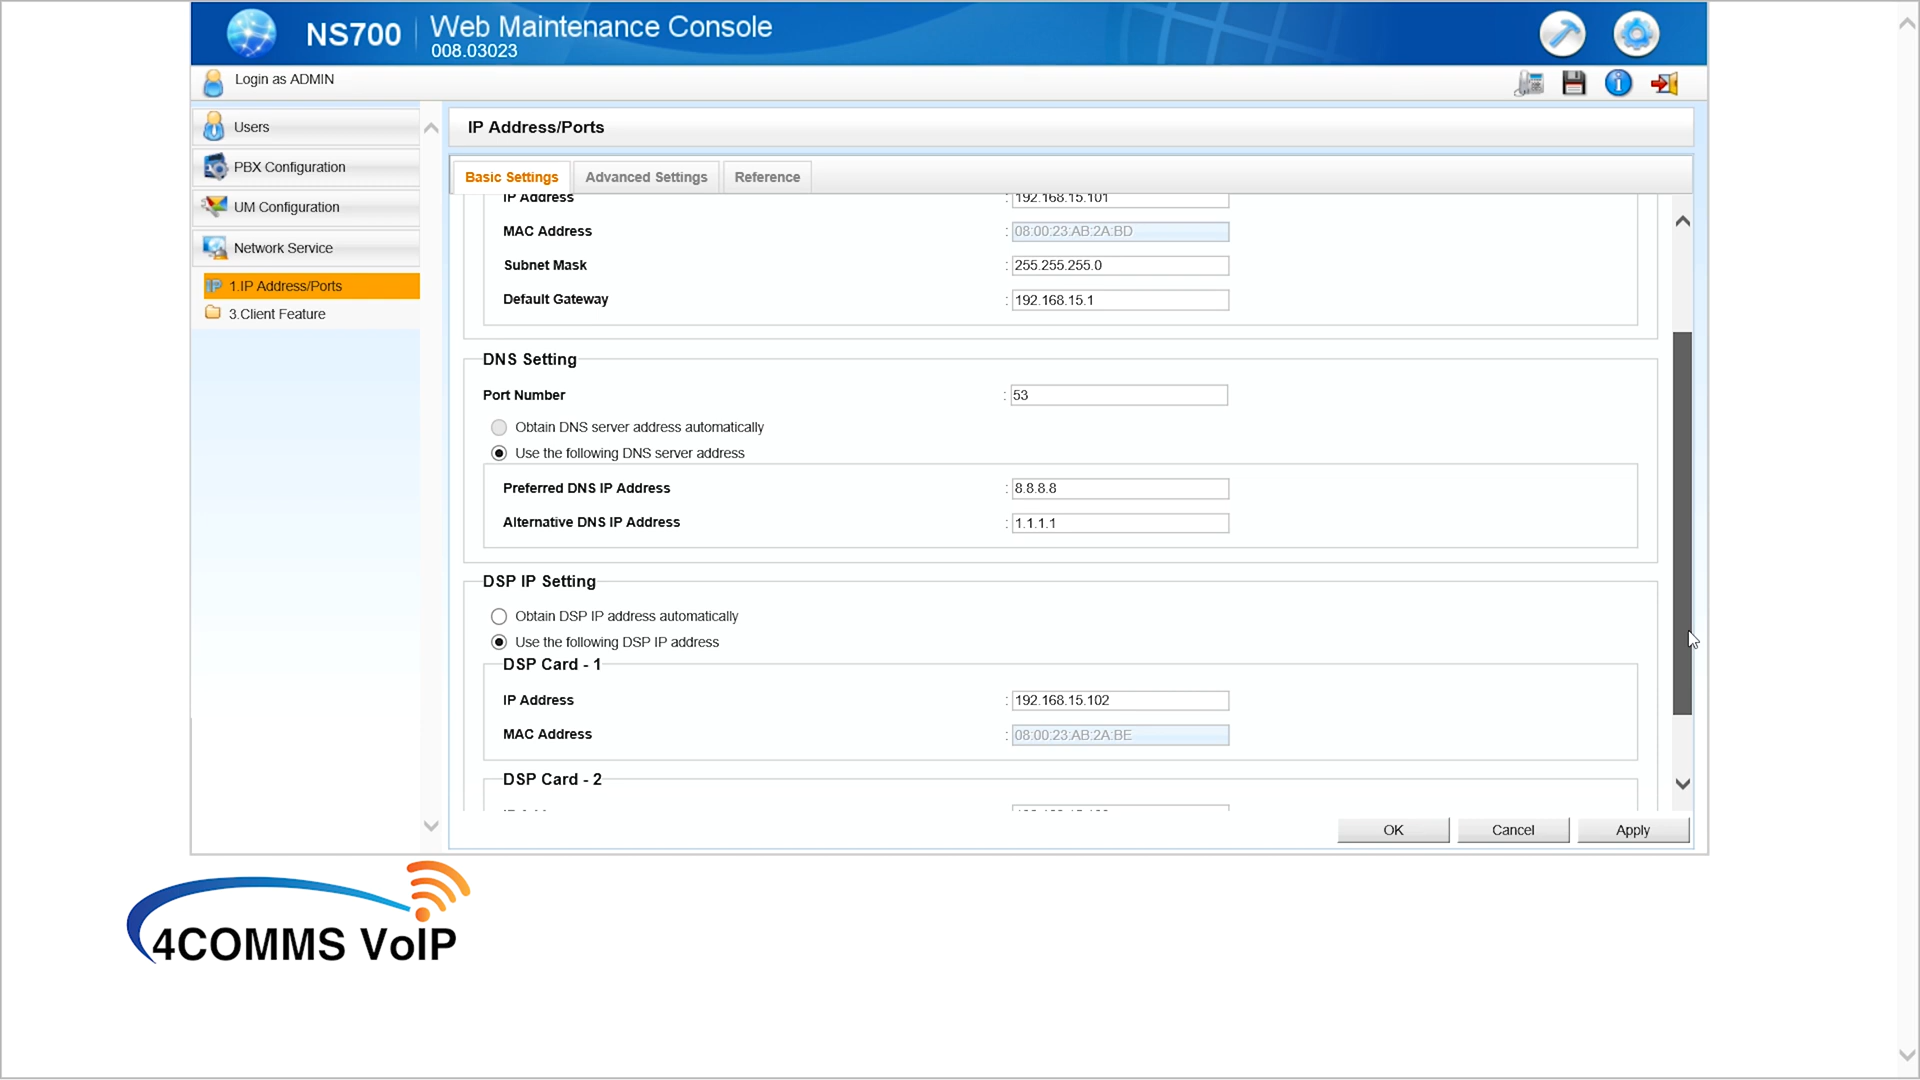 NS700
Web Maintenance Console
008.03023
Login as ADMIN
Users
PBX Configuration
UM Configuration
Network Service
IP 1.IP Address/Ports
3.Client Feature
IP Address/Ports
Basic Settings
Advanced Settings
Reference
IP Address : 192.168.15.101
MAC Address : 08:00:23:AB:2A:BD
Subnet Mask : 255.255.255.0
Default Gateway : 192.168.15.1
DNS Setting
Port Number : 53
Obtain DNS server address automatically
Use the following DNS server address
Preferred DNS IP Address : 8.8.8.8
Alternative DNS IP Address : 1.1.1.1
DSP IP Setting
Obtain DSP IP address automatically
Use the following DSP IP address
DSP Card - 1
IP Address : 192.168.15.102
MAC Address : 08:00:23:AB:2A:BE
DSP Card - 2
OK
Cancel
Apply
4COMMS VoIP